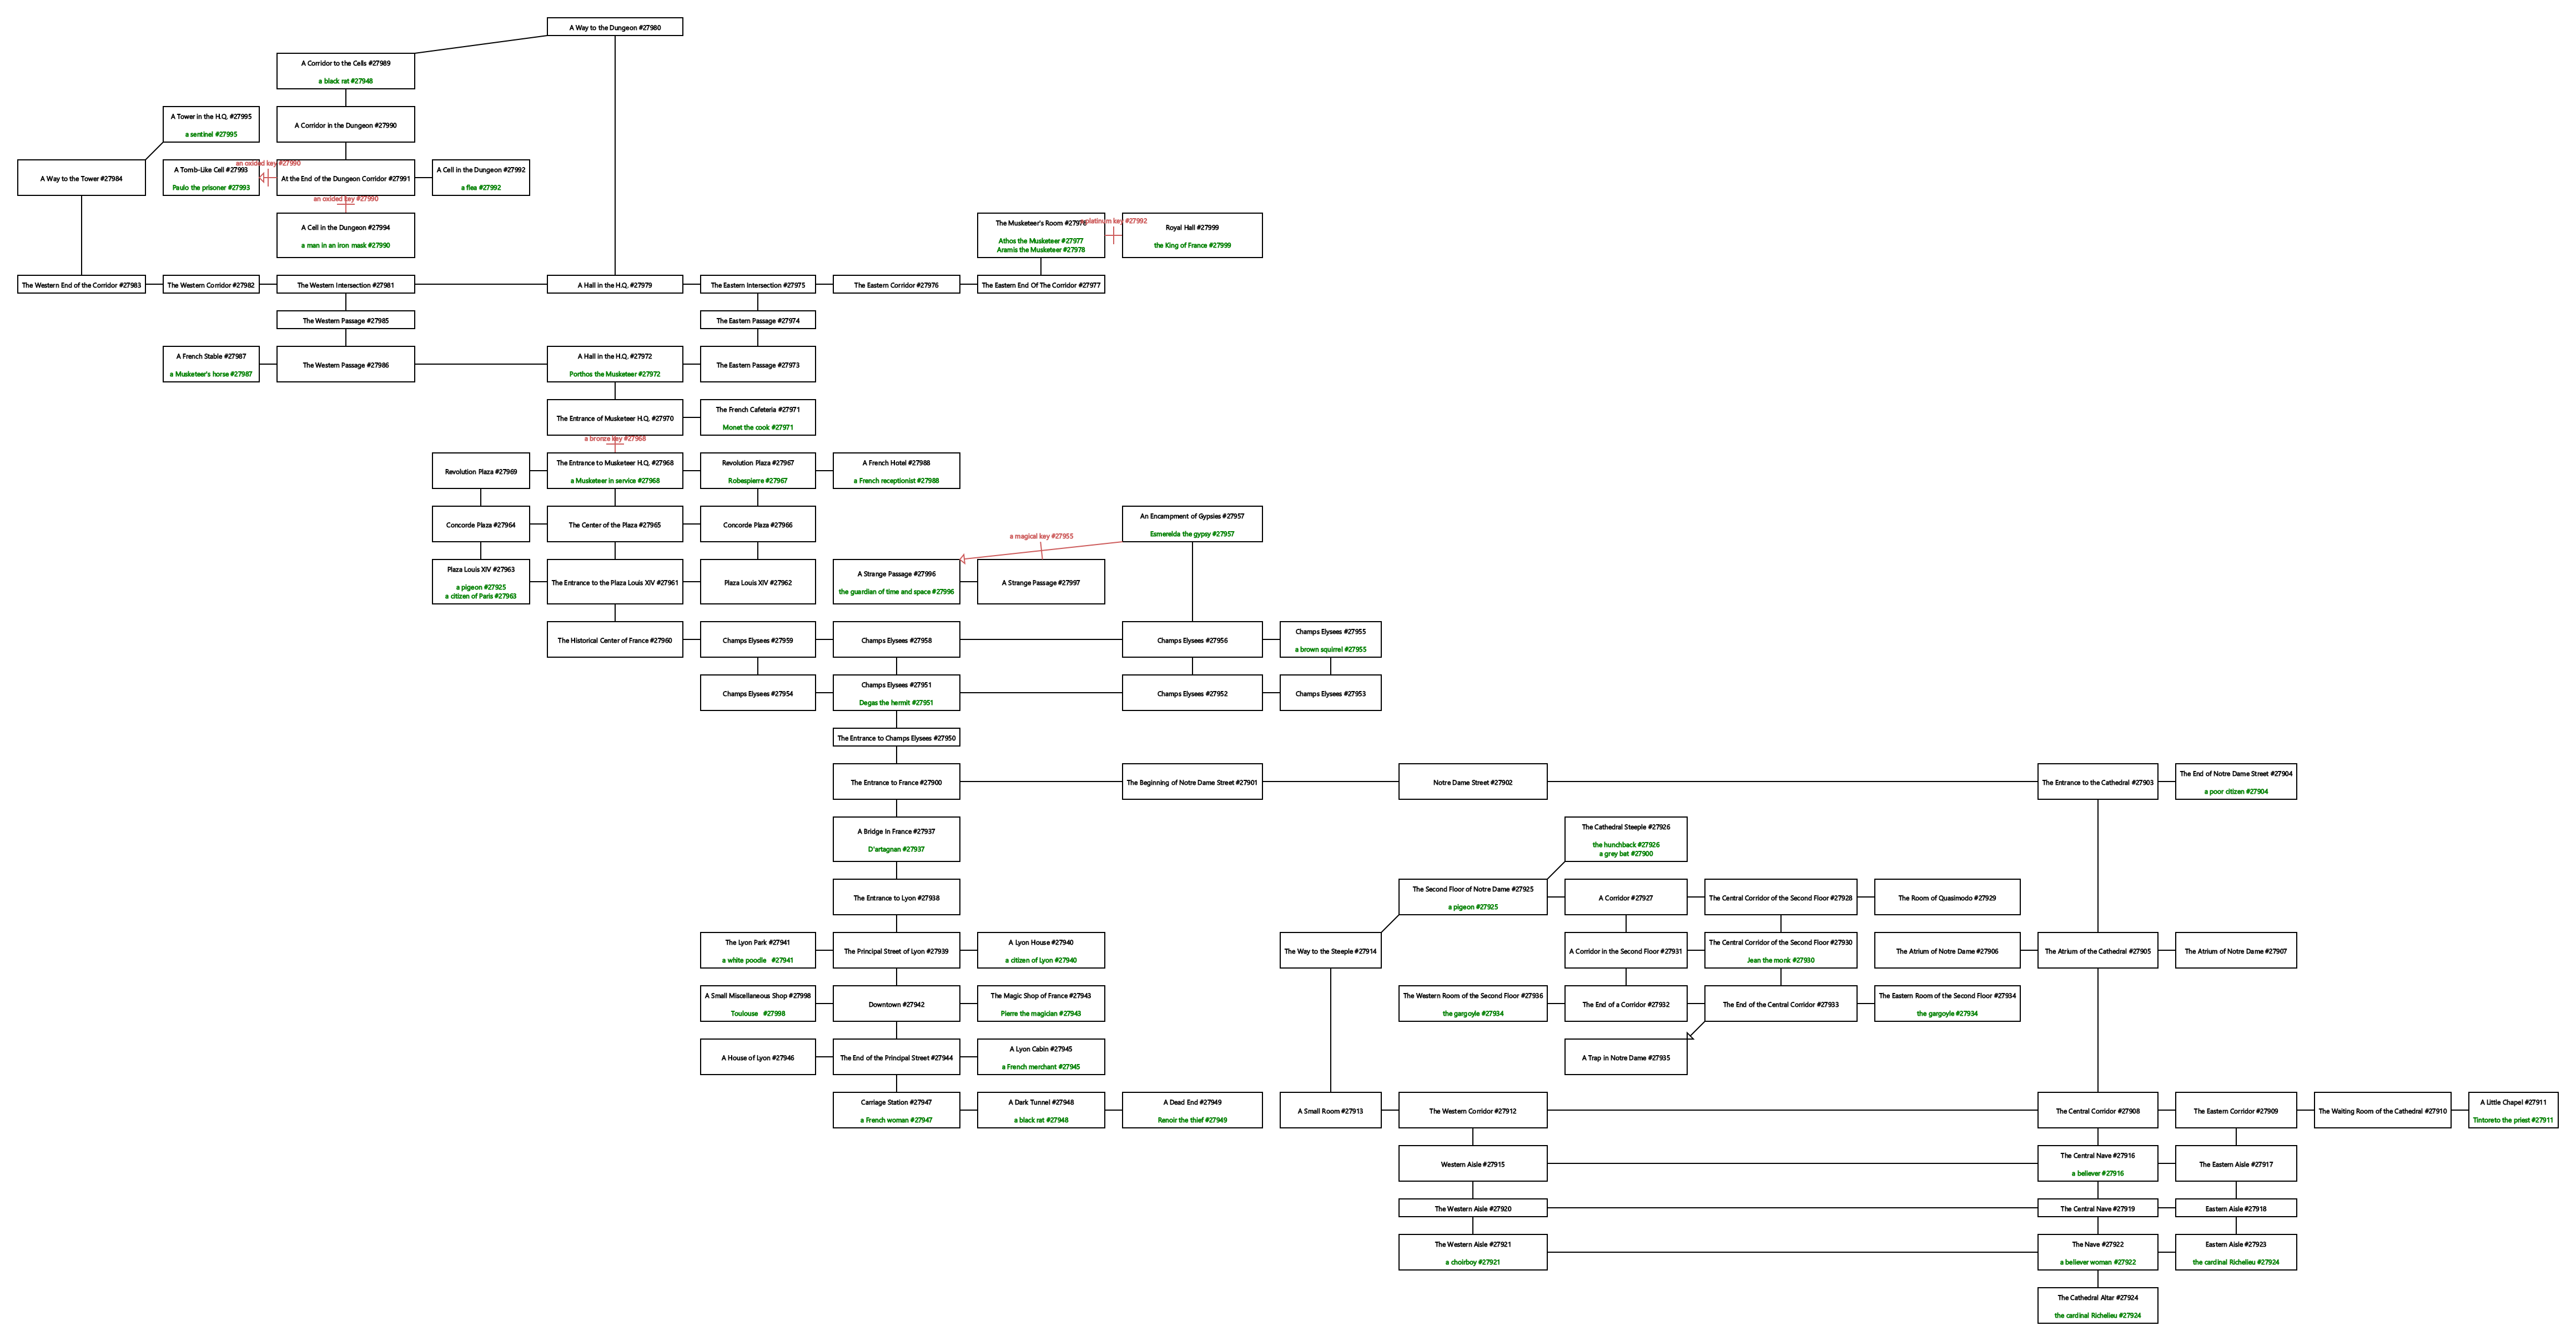 A Way to the Dungeon #27980
A Corridor to the Cells #27989
a black rat #27948
A Tower in the H.Q. #27995
a sentinel #27995
A Corridor in the Dungeon #27990
A Way to the Tower #27984
A Tomb-Like Cell #27993
Paulo the prisoner #27993
an oxided key #27990
At the End of the Dungeon Corridor #27991
A Cell in the Dungeon #27992
a flea #27992
an oxided key #27990
A Cell in the Dungeon #27994
a man in an iron mask #27990
The Musketeer's Room #27978
Athos the Musketeer #27977
Aramis the Musketeer #27978
platinum key #27992
Royal Hall #27999
the King of France #27999
The Western End of the Corridor #27983
The Western Corridor #27982
The Western Intersection #27981
A Hall in the H.Q. #27979
The Eastern Intersection #27975
The Eastern Corridor #27976
The Eastern End Of The Corridor #27977
The Western Passage #27985
The Eastern Passage #27974
A French Stable #27987
a Musketeer's horse #27987
The Western Passage #27986
A Hall in the H.Q. #27972
Porthos the Musketeer #27972
The Eastern Passage #27973
The Entrance of Musketeer H.Q. #27970
The French Cafeteria #27971
Monet the cook #27971
a bronze key #27968
Revolution Plaza #27969
The Entrance to Musketeer H.Q. #27968
a Musketeer in service #27968
Revolution Plaza #27967
Robespierre #27967
A French Hotel #27988
a French receptionist #27988
Concorde Plaza #27964
The Center of the Plaza #27965
Concorde Plaza #27966
An Encampment of Gypsies #27957
Esmerelda the gypsy #27957
a magical key #27955
Plaza Louis XIV #27963
a pigeon #27925
a citizen of Paris #27963
The Entrance to the Plaza Louis XIV #27961
Plaza Louis XIV #27962
A Strange Passage #27996
the guardian of time and space #27996
A Strange Passage #27997
The Historical Center of France #27960
Champs Elysees #27959
Champs Elysees #27958
Champs Elysees #27956
Champs Elysees #27955
a brown squirrel #27955
Champs Elysees #27954
Champs Elysees #27951
Degas the hermit #27951
Champs Elysees #27952
Champs Elysees #27953
The Entrance to Champs Elysees #27950
The Entrance to France #27900
The Beginning of Notre Dame Street #27901
Notre Dame Street #27902
The Entrance to the Cathedral #27903
The End of Notre Dame Street #27904
a poor citizen #27904
A Bridge In France #27937
D'artagnan #27937
The Cathedral Steeple #27926
the hunchback #27926
a grey bat #27900
The Entrance to Lyon #27938
The Second Floor of Notre Dame #27925
a pigeon #27925
A Corridor #27927
The Central Corridor of the Second Floor #27928
The Room of Quasimodo #27929
The Lyon Park #27941
a white poodle #27941
The Principal Street of Lyon #27939
A Lyon House #27940
a citizen of Lyon #27940
The Way to the Steeple #27914
A Corridor in the Second Floor #27931
The Central Corridor of the Second Floor #27930
Jean the monk #27930
The Atrium of Notre Dame #27906
The Atrium of the Cathedral #27905
The Atrium of Notre Dame #27907
A Small Miscellaneous Shop #27998
Toulouse #27998
Downtown #27942
The Magic Shop of France #27943
Pierre the magician #27943
The Western Room of the Second Floor #27936
the gargoyle #27934
The End of a Corridor #27932
The End of the Central Corridor #27933
The Eastern Room of the Second Floor #27934
the gargoyle #27934
A House of Lyon #27946
The End of the Principal Street #27944
A Lyon Cabin #27945
a French merchant #27945
A Trap in Notre Dame #27935
Carriage Station #27947
a French woman #27947
A Dark Tunnel #27948
a black rat #27948
A Dead End #27949
Renoir the thief #27949
A Small Room #27913
The Western Corridor #27912
The Central Corridor #27908
The Eastern Corridor #27909
The Waiting Room of the Cathedral #27910
A Little Chapel #27911
Tintoreto the priest #27911
Western Aisle #27915
The Central Nave #27916
a believer #27916
The Eastern Aisle #27917
The Western Aisle #27920
The Central Nave #27919
Eastern Aisle #27918
The Western Aisle #27921
a choirboy #27921
The Nave #27922
a believer woman #27922
Eastern Aisle #27923
the cardinal Richelieu #27924
The Cathedral Altar #27924
the cardinal Richelieu #27924